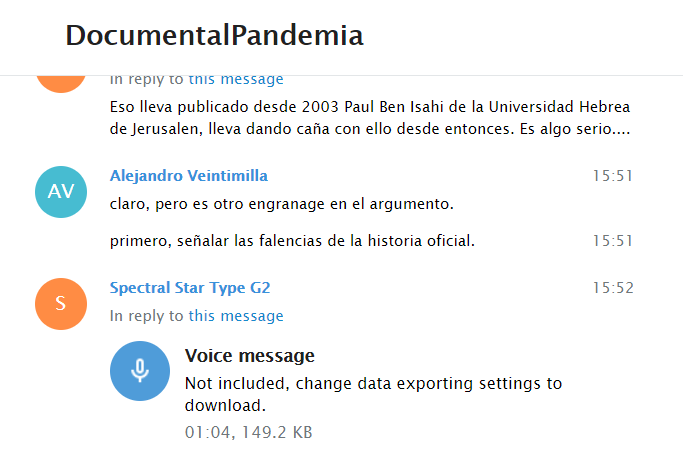 DocumentalPandemia
In reply to this message
Eso lleva publicado desde 2003 Paul Ben Isahi de la Universidad Hebrea
de Jerusalen, lleva dando caña con ello desde entonces. Es algo serio....
AV
Alejandro Veintimilla 15:51
claro, pero es otro engranage en el argumento.
primero, señalar las falencias de la historia oficial. 15:51
S
Spectral Star Type G2 15:52
In reply to this message
Voice message
Not included, change data exporting settings to
download.
01:04, 149.2 KB